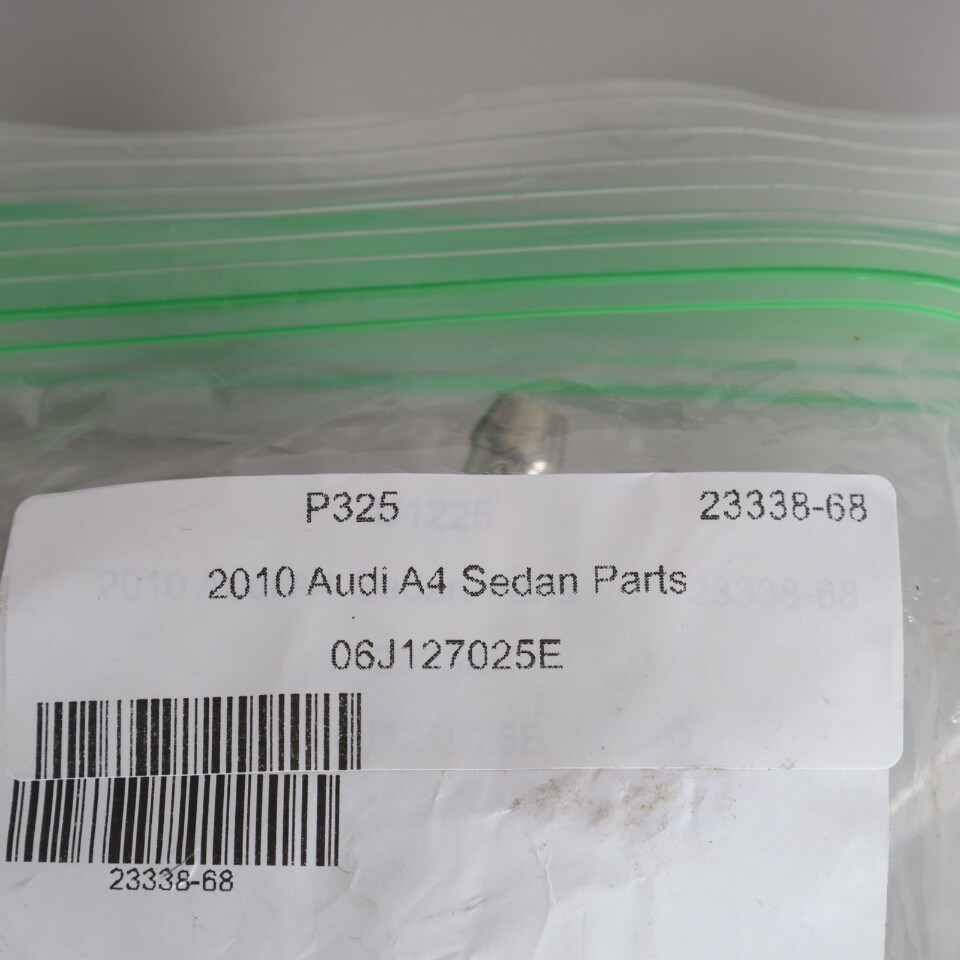 P325 23338-68
2010 Audi A4 Sedan Parts
06J127025E
23338-68